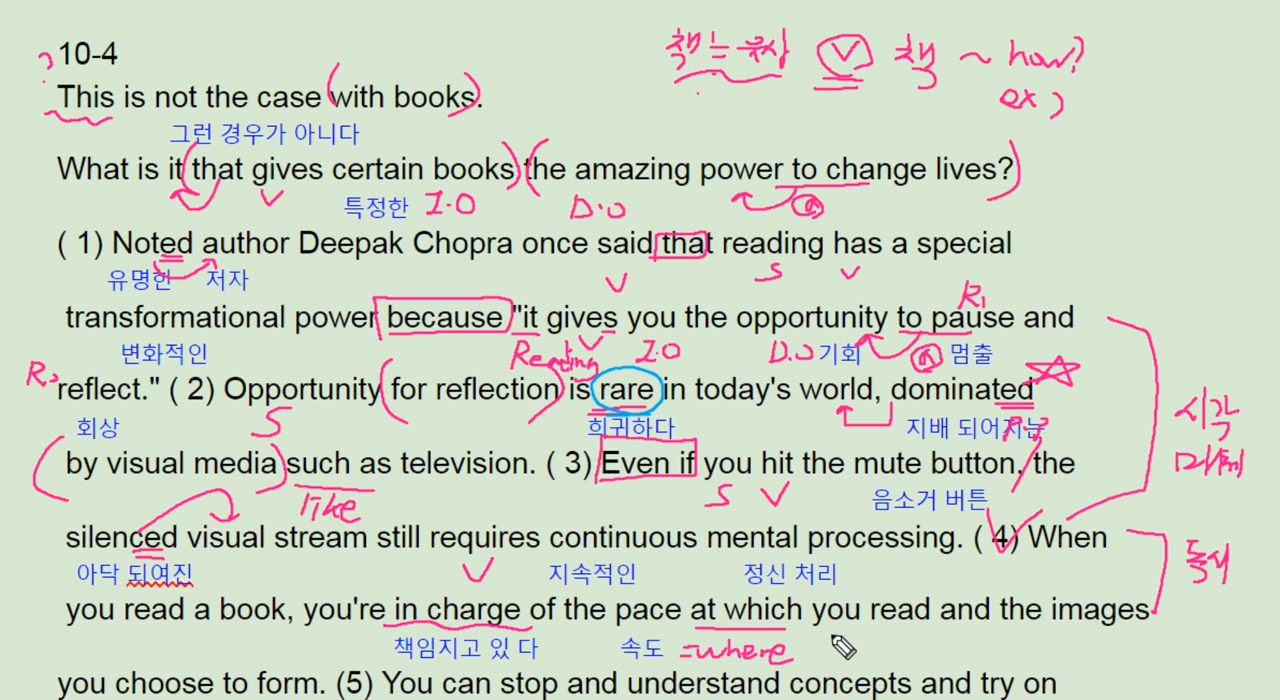 책는 욕상 V 책 ~ how?
10-4
ex)
This is not the case with books.
그런 경우가 아니다
What is it that gives certain books the amazing power to change lives?
V 특정한 I.O D.O a
( 1) Noted author Deepak Chopra once said that reading has a special
유명한 저자 V S V
transformational power because "it gives you the opportunity to pause and
R1
변화적인 Reading V I.O D.O 기회 a 멈출
R2 reflect." ( 2) Opportunity for reflection is rare in today's world, dominated
회상 S 희귀하다 지배 되어지는 P.P
시각
by visual media such as television. ( 3) Even if you hit the mute button, the
매체
like S V 음소거 버튼
silenced visual stream still requires continuous mental processing. ( 4) When
아닥 되여진 V 지속적인 정신 처리
독서
you read a book, you're in charge of the pace at which you read and the images
책임지고 있 다 속도 =where
you choose to form. (5) You can stop and understand concepts and try on